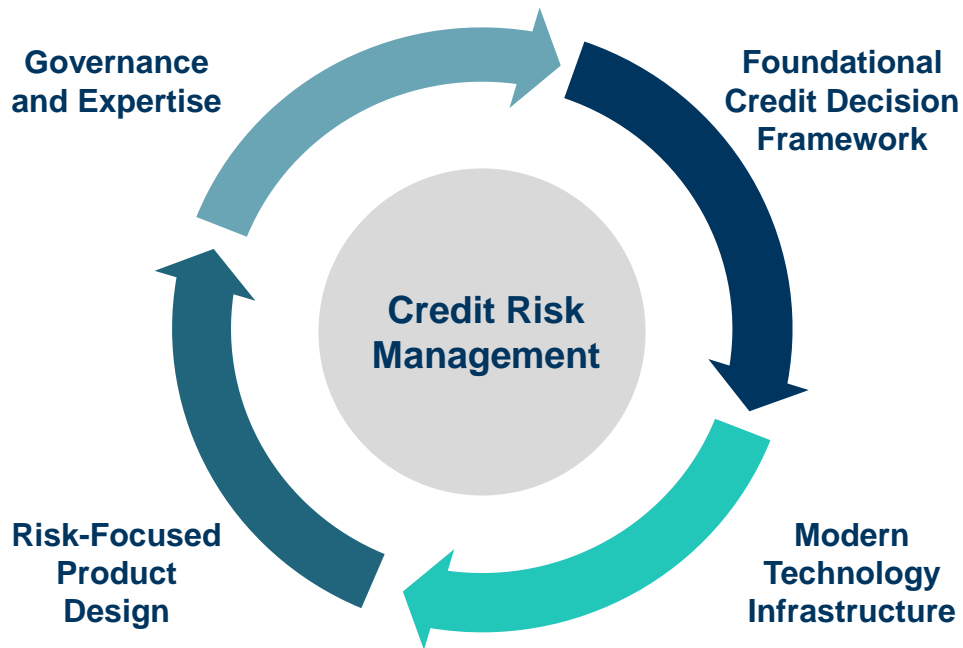 Governance
and Expertise
Foundational
Credit Decision
Framework
Credit Risk
Management
Risk-Focused
Product
Design
Modern
Technology
Infrastructure